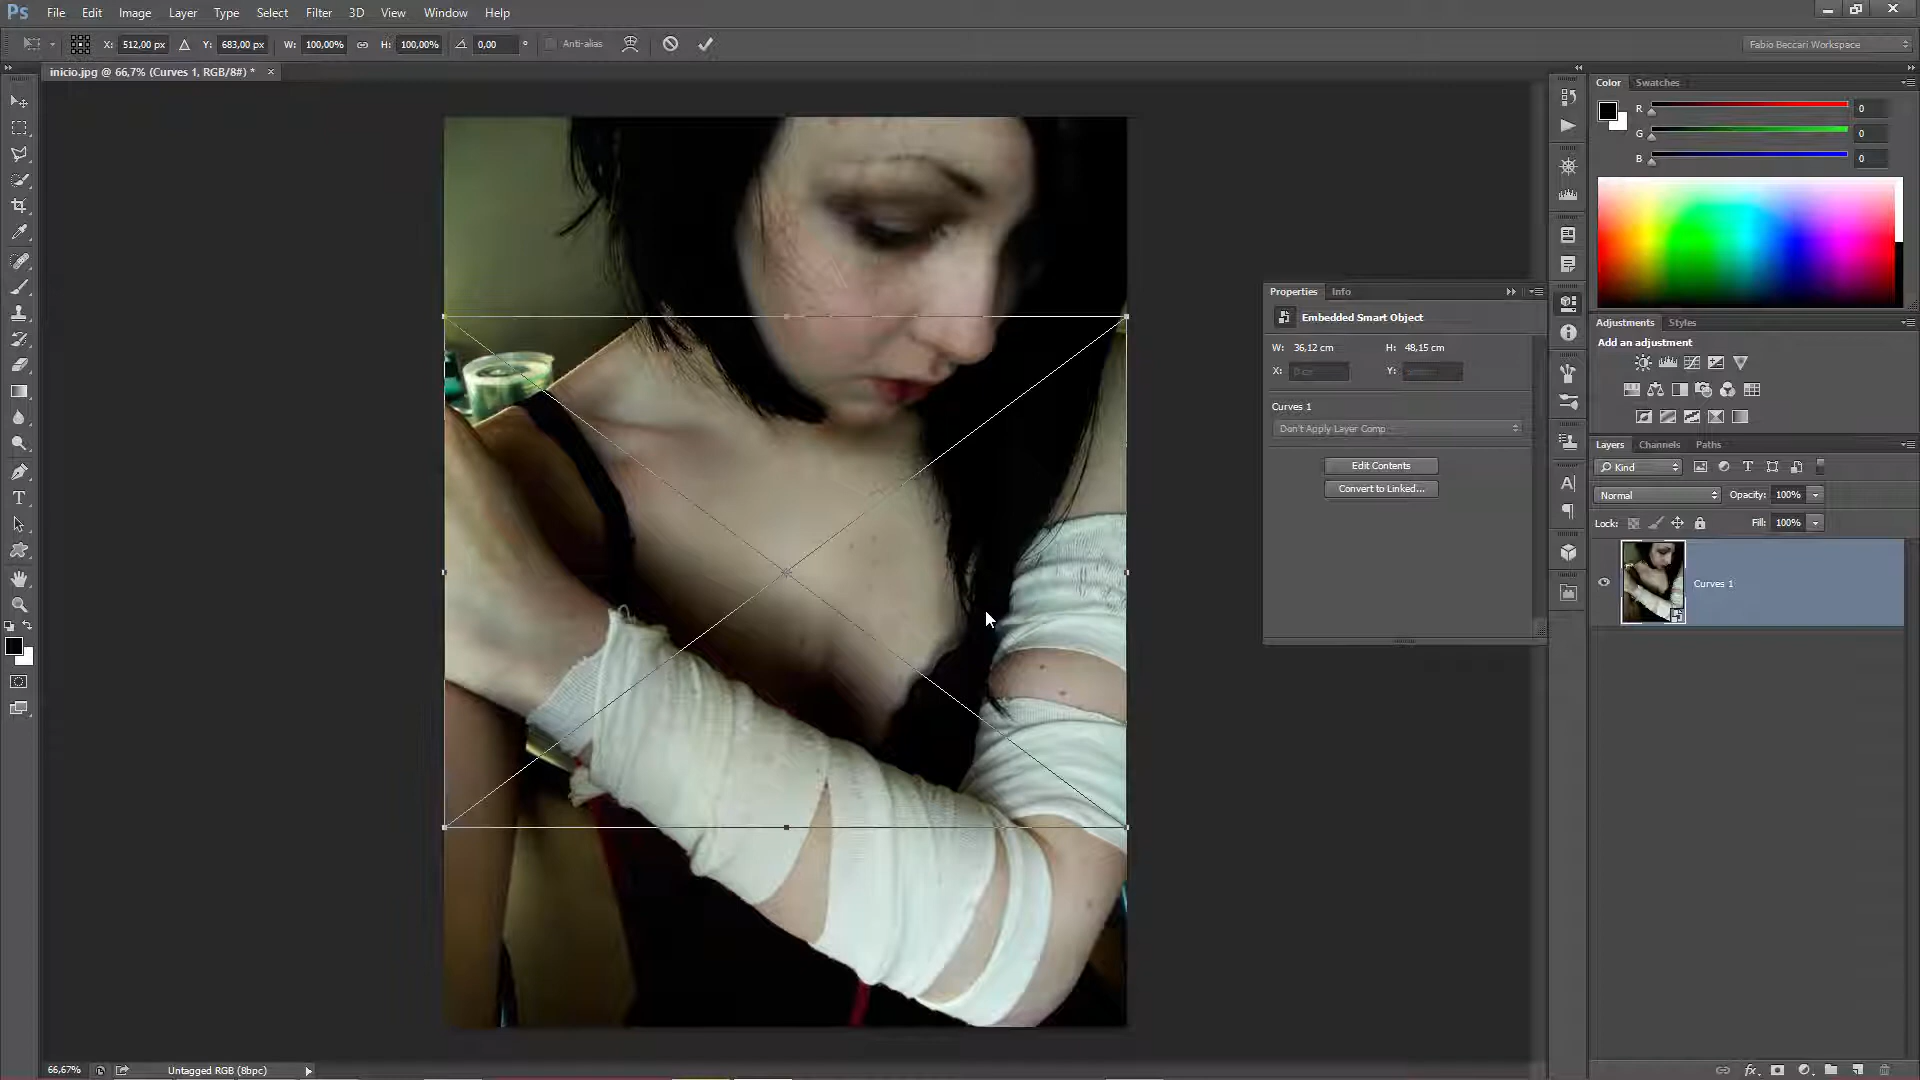 Ps File Edit Image Layer Type Select Filter 3D View Window Help
X: 512,00 px Y: 683,00 px W: 100,00% H: 100,00% 0,00 ° Anti-alias Fabio Beccari Workspace
inicio.jpg @ 66,7% (Curves 1, RGB/8#) * ×
Color Swatches
R 0
G 0
B 0
Properties Info
Embedded Smart Object
W: 36,12 cm H: 48,15 cm
X: Y:
Curves 1
Don't Apply Layer Comp
Edit Contents
Convert to Linked...
Adjustments Styles
Add an adjustment
Layers Channels Paths
Kind
Normal Opacity: 100%
Lock: Fill: 100%
Curves 1
66,67% Untagged RGB (8bpc)